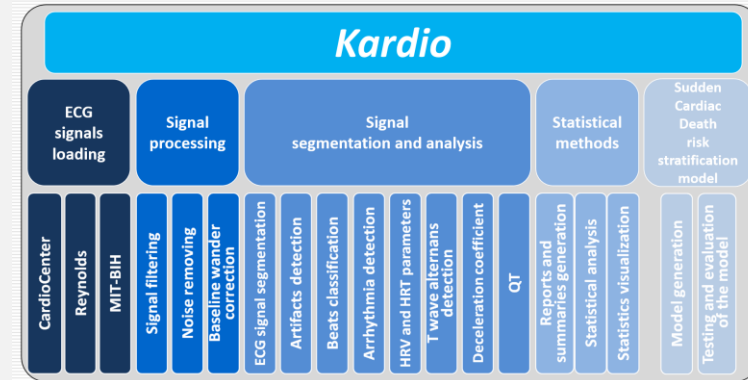 Kardio
ECG
signals
loading
Signal
processing
Signal
segmentation and analysis
Statistical
methods
Sudden
Cardiac
Death
risk
stratification
model
CardioCenter
Reynolds
MIT-BIH
Signal filtering
Noise removing
Baseline wander
correction
ECG signal segmentation
Artifacts detection
Beats classification
Arrhythmia detection
HRV and HRT parameters
T wave alternans
detection
Deceleration coefficient
QT
Reports and
summaries generation
Statistical analysis
Statistics visualization
Model generation
Testing and evaluation
of the model